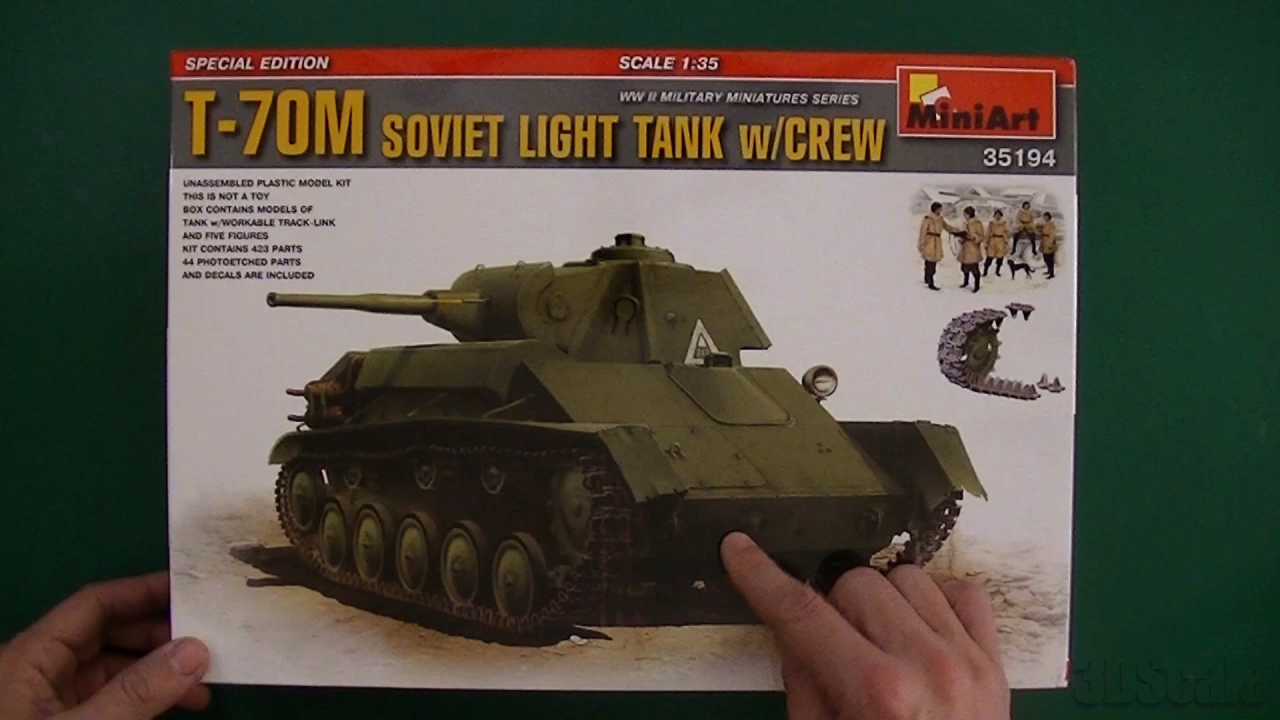 SPECIAL EDITION
SCALE 1:35
WW II MILITARY MINIATURES SERIES
MiniArt
T-70M SOVIET LIGHT TANK w/CREW
35194
UNASSEMBLED PLASTIC MODEL KIT
THIS IS NOT A TOY
BOX CONTAINS MODELS OF
TANK w/WORKABLE TRACK-LINK
AND FIVE FIGURES
KIT CONTAINS 423 PARTS
44 PHOTOETCHED PARTS
AND DECALS ARE INCLUDED
3DScale